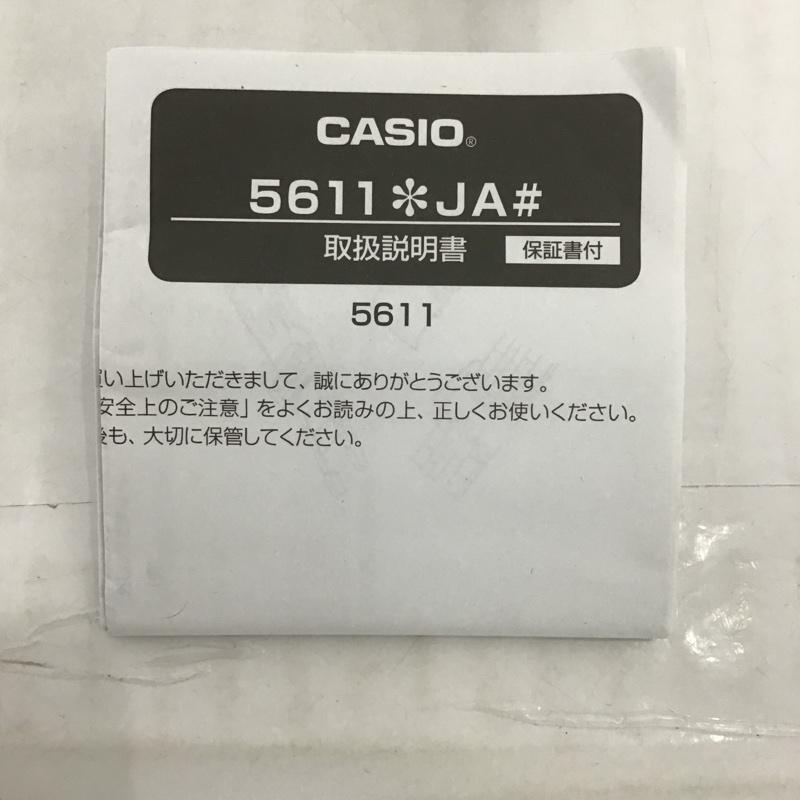 CASIO®
5611＊JA#
取扱説明書 保証書付
5611
い上げいただきまして、誠にありがとうございます。
安全上のご注意」をよくお読みの上、正しくお使いください。
も、大切に保管してください。